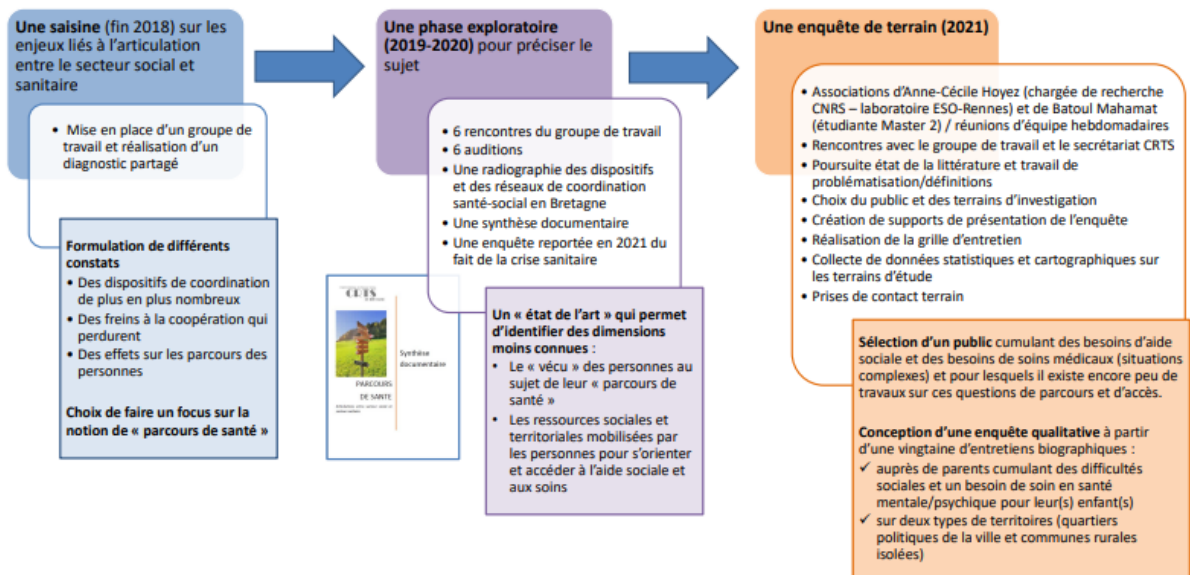 Une saisine (fin 2018) sur les
enjeux liés à l'articulation
entre le secteur social et
sanitaire
• Mise en place d'un groupe de
travail et réalisation d'un
diagnostic partagé
Formulation de différents
constats
• Des dispositifs de coordination
de plus en plus nombreux
• Des freins à la coopération qui
perdurent
• Des effets sur les parcours des
personnes
Choix de faire un focus sur la
notion de « parcours de santé »
Une phase exploratoire
(2019-2020) pour préciser le
sujet
• 6 rencontres du groupe de travail
• 6 auditions
• Une radiographie des dispositifs
et des réseaux de coordination
santé-social en Bretagne
• Une synthèse documentaire
• Une enquête reportée en 2021 du
fait de la crise sanitaire
CRTS
Synthèse
documentaire
PARCOURS
DE SANTE
Un « état de l'art » qui permet
d'identifier des dimensions
moins connues :
• Le « vécu » des personnes au
sujet de leur « parcours de
santé »
• Les ressources sociales et
territoriales mobilisées par
les personnes pour s'orienter
et accéder à l'aide sociale et
aux soins
Une enquête de terrain (2021)
• Associations d'Anne-Cécile Hoyez (chargée de recherche
CNRS – laboratoire ESO-Rennes) et de Batoul Mahamat
(étudiante Master 2) / réunions d'équipe hebdomadaires
• Rencontres avec le groupe de travail et le secrétariat CRTS
• Poursuite état de la littérature et travail de
problématisation/définitions
• Choix du public et des terrains d'investigation
• Création de supports de présentation de l'enquête
• Réalisation de la grille d'entretien
• Collecte de données statistiques et cartographiques sur
les terrains d'étude
• Prises de contact terrain
Sélection d'un public cumulant des besoins d'aide
sociale et des besoins de soins médicaux (situations
complexes) et pour lesquels il existe encore peu de
travaux sur ces questions de parcours et d'accès.
Conception d'une enquête qualitative à partir
d'une vingtaine d'entretiens biographiques :
✓ auprès de parents cumulant des difficultés
sociales et un besoin de soin en santé
mentale/psychique pour leur(s) enfant(s)
✓ sur deux types de territoires (quartiers
politiques de la ville et communes rurales
isolées)